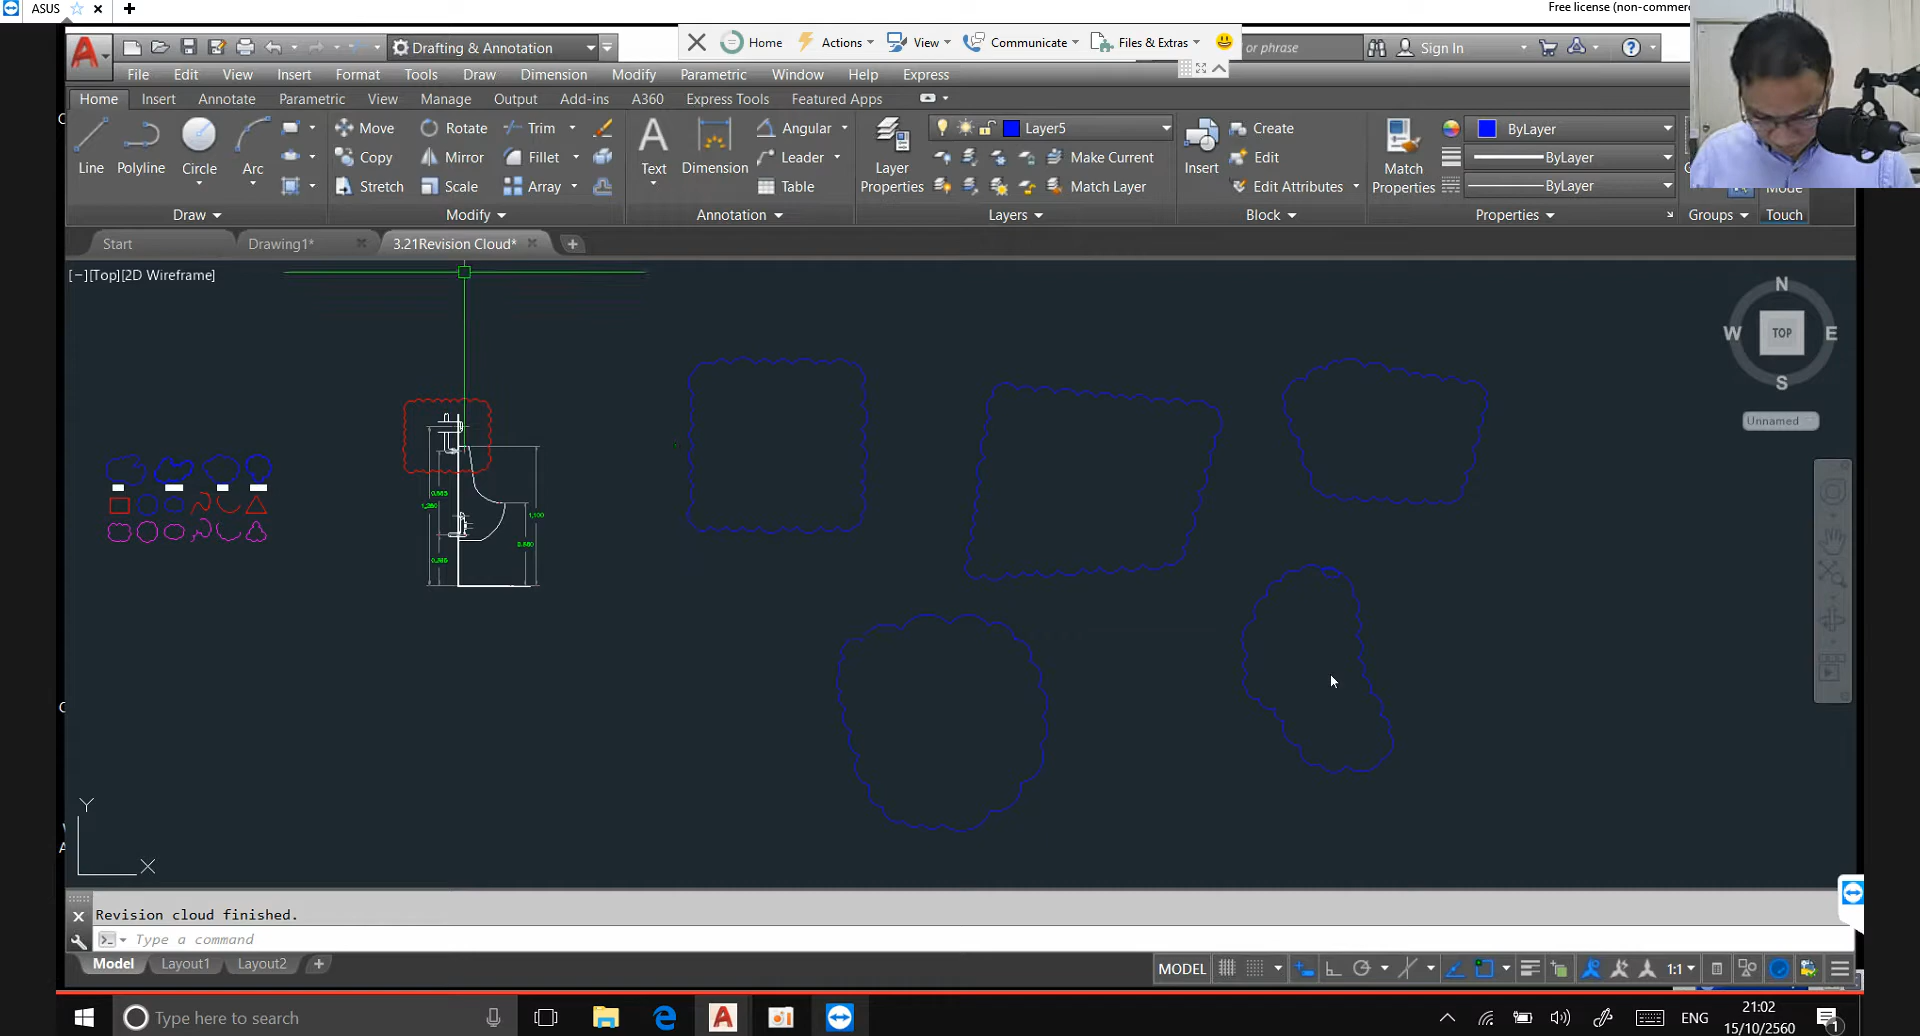 ASUS
Free license (non-commerc
Drafting & Annotation
Home Actions View Communicate Files & Extras
or phrase
Sign In
File Edit View Insert Format Tools Draw Dimension Modify Parametric Window Help Express
Home Insert Annotate Parametric View Manage Output Add-ins A360 Express Tools Featured Apps
Line Polyline Circle Arc
Move Rotate Trim
Copy Mirror Fillet
Stretch Scale Array
Text Dimension
Angular
Leader
Table
Layer Properties
Layer5
Make Current
Match Layer
Insert
Create
Edit
Edit Attributes
Match Properties
ByLayer
ByLayer
ByLayer
Mode
Draw Modify Annotation Layers Block Properties Groups Touch
Start Drawing1* 3.21Revision Cloud*
[−][Top][2D Wireframe]
N
W TOP E
S
Unnamed
1,100
Y
X
Revision cloud finished.
Type a command
Model Layout1 Layout2
MODEL 1:1
Type here to search
ENG
21:02
15/10/2560
1